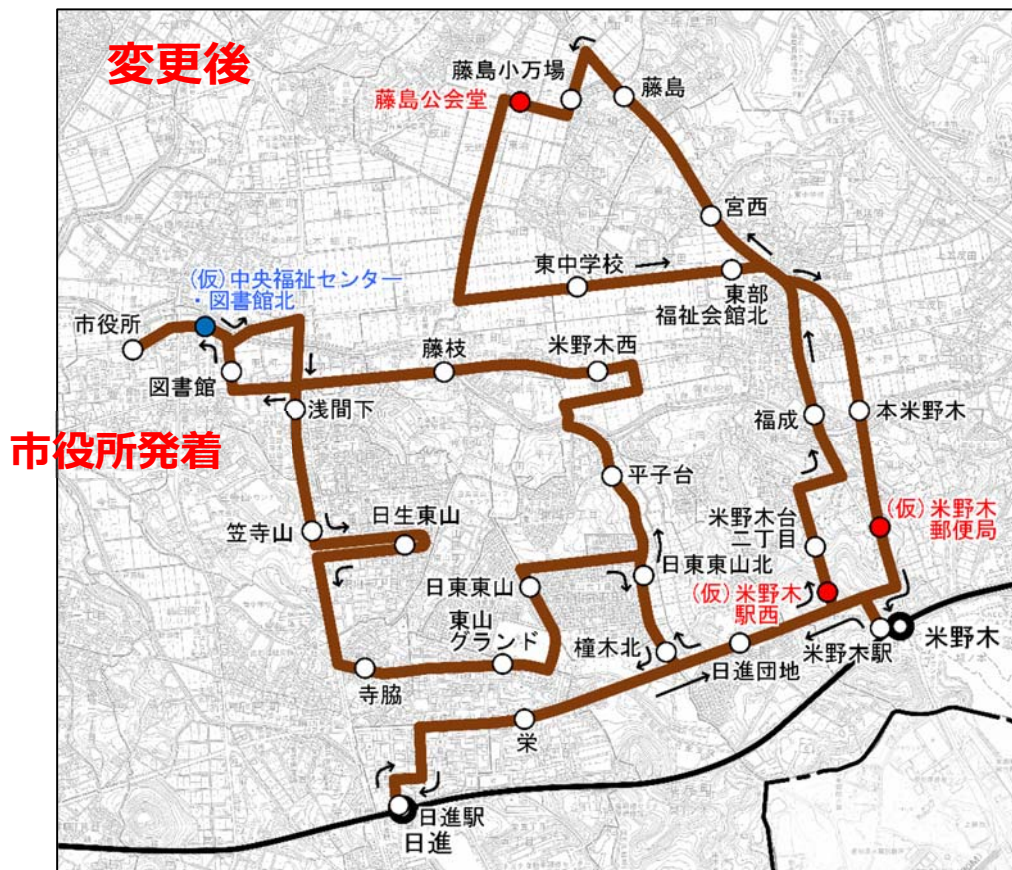 変更後
藤島小万場
藤島公会堂
藤島
宮西
東中学校
東部
福祉会館北
(仮)中央福祉センター
・図書館北
市役所
藤枝
米野木西
図書館
浅間下
福成
本米野木
市役所発着
平子台
(仮)米野木
郵便局
笠寺山
日生東山
米野木台
二丁目
日東東山
日東東山北
(仮)米野木
駅西
東山
グランド
橦木北
米野木駅
米野木
寺脇
日進団地
栄
日進駅
日進